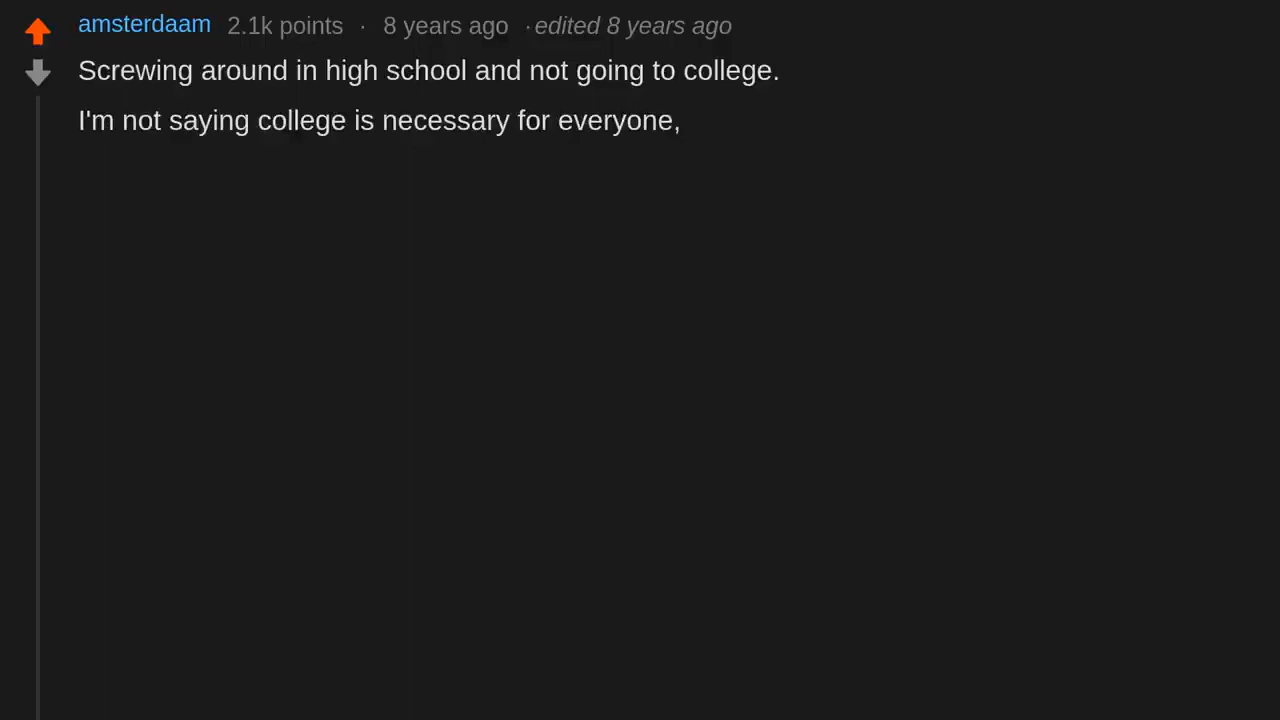 amsterdaam 2.1k points · 8 years ago · edited 8 years ago
Screwing around in high school and not going to college.
I'm not saying college is necessary for everyone,